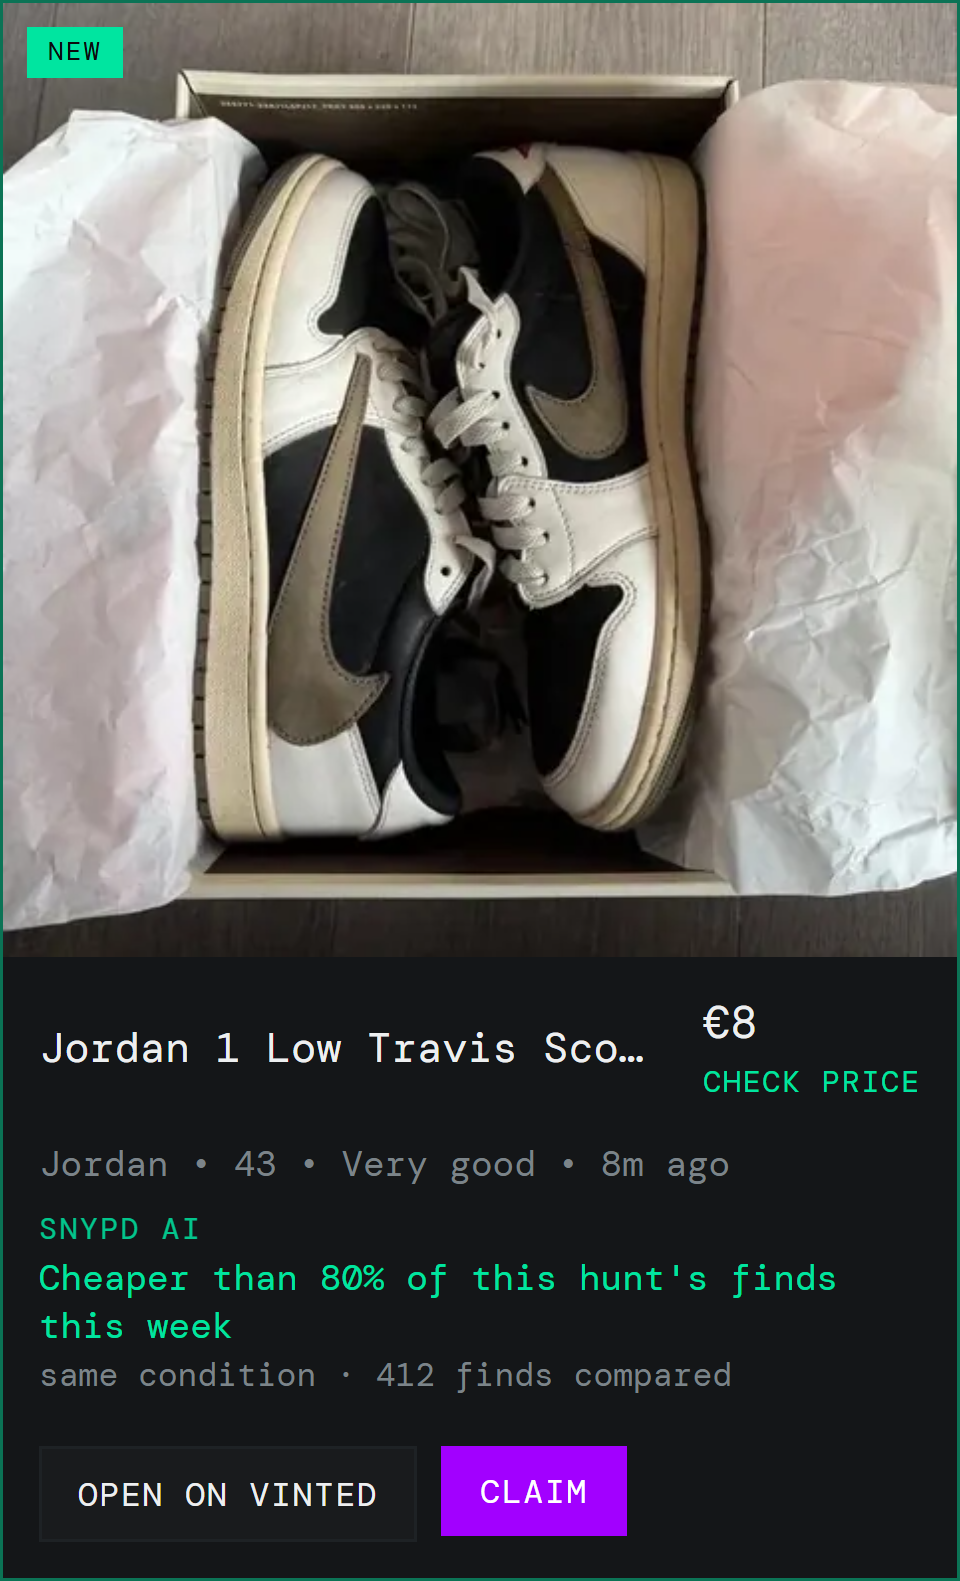 NEW
Jordan 1 Low Travis Sco…
€8
CHECK PRICE
Jordan • 43 • Very good • 8m ago
SNYPD AI
Cheaper than 80% of this hunt's finds
this week
same condition · 412 finds compared
OPEN ON VINTED
CLAIM